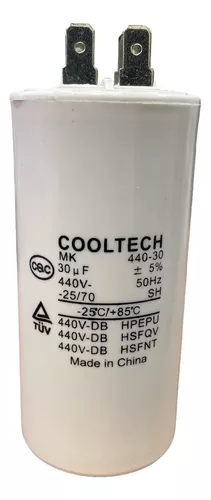 COOLTECH
MK 440-30
30µF ± 5%
440V- 50Hz
-25/70 SH
-25℃/+85℃
440V-DB HPEPU
440V-DB HSFQV
440V-DB HSFNT
TÜV
Made in China